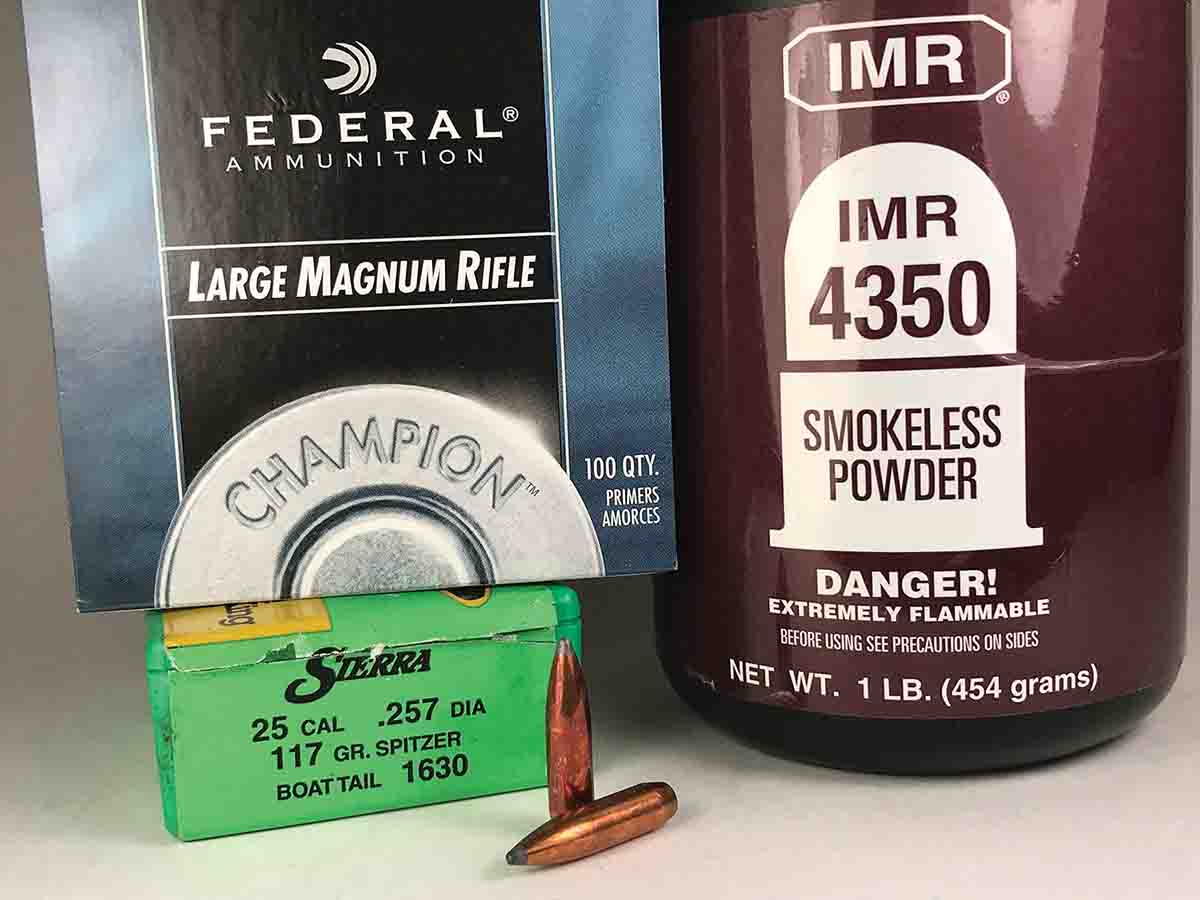 FEDERAL®
AMMUNITION
LARGE MAGNUM RIFLE
CHAMPION™
100 QTY.
PRIMERS
AMORCES
SIERRA
25 CAL .257 DIA
117 GR. SPITZER
BOAT TAIL 1630
IMR®
IMR
4350
SMOKELESS
POWDER
DANGER!
EXTREMELY FLAMMABLE
BEFORE USING SEE PRECAUTIONS ON SIDES
NET WT. 1 LB. (454 grams)